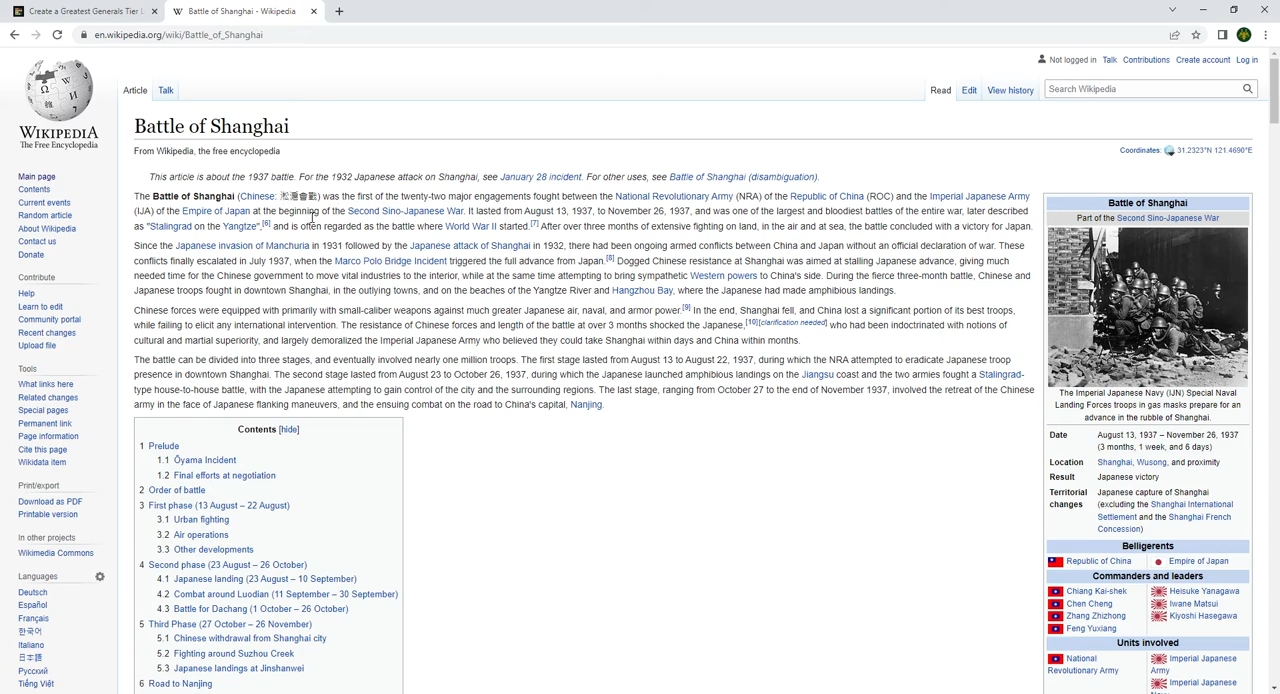 Create a Greatest Generals Tier L
Battle of Shanghai - Wikipedia
en.wikipedia.org/wiki/Battle_of_Shanghai
Not logged in Talk Contributions Create account Log in
Article Talk Read Edit View history Search Wikipedia
WIKIPEDIA
The Free Encyclopedia
Main page
Contents
Current events
Random article
About Wikipedia
Contact us
Donate
Contribute
Help
Learn to edit
Community portal
Recent changes
Upload file
Tools
What links here
Related changes
Special pages
Permanent link
Page information
Cite this page
Wikidata item
Print/export
Download as PDF
Printable version
In other projects
Wikimedia Commons
Languages
Deutsch
Español
Français
한국어
Italiano
日本語
Русский
Tiếng Việt
Battle of Shanghai
From Wikipedia, the free encyclopedia
Coordinates: 31.2323°N 121.4690°E
This article is about the 1937 battle. For the 1932 Japanese attack on Shanghai, see January 28 incident. For other uses, see Battle of Shanghai (disambiguation).
The Battle of Shanghai (Chinese: 淞滬會戰) was the first of the twenty-two major engagements fought between the National Revolutionary Army (NRA) of the Republic of China (ROC) and the Imperial Japanese Army
(IJA) of the Empire of Japan at the beginning of the Second Sino-Japanese War. It lasted from August 13, 1937, to November 26, 1937, and was one of the largest and bloodiest battles of the entire war, later described
as "Stalingrad on the Yangtze",[6] and is often regarded as the battle where World War II started.[7] After over three months of extensive fighting on land, in the air and at sea, the battle concluded with a victory for Japan.
Since the Japanese invasion of Manchuria in 1931 followed by the Japanese attack of Shanghai in 1932, there had been ongoing armed conflicts between China and Japan without an official declaration of war. These
conflicts finally escalated in July 1937, when the Marco Polo Bridge Incident triggered the full advance from Japan.[8] Dogged Chinese resistance at Shanghai was aimed at stalling Japanese advance, giving much
needed time for the Chinese government to move vital industries to the interior, while at the same time attempting to bring sympathetic Western powers to China's side. During the fierce three-month battle, Chinese and
Japanese troops fought in downtown Shanghai, in the outlying towns, and on the beaches of the Yangtze River and Hangzhou Bay, where the Japanese had made amphibious landings.
Chinese forces were equipped with primarily with small-caliber weapons against much greater Japanese air, naval, and armor power.[9] In the end, Shanghai fell, and China lost a significant portion of its best troops,
while failing to elicit any international intervention. The resistance of Chinese forces and length of the battle at over 3 months shocked the Japanese,[10][clarification needed] who had been indoctrinated with notions of
cultural and martial superiority, and largely demoralized the Imperial Japanese Army who believed they could take Shanghai within days and China within months.
The battle can be divided into three stages, and eventually involved nearly one million troops. The first stage lasted from August 13 to August 22, 1937, during which the NRA attempted to eradicate Japanese troop
presence in downtown Shanghai. The second stage lasted from August 23 to October 26, 1937, during which the Japanese launched amphibious landings on the Jiangsu coast and the two armies fought a Stalingrad-
type house-to-house battle, with the Japanese attempting to gain control of the city and the surrounding regions. The last stage, ranging from October 27 to the end of November 1937, involved the retreat of the Chinese
army in the face of Japanese flanking maneuvers, and the ensuing combat on the road to China's capital, Nanjing.
Contents [hide]
1 Prelude
1.1 Ōyama Incident
1.2 Final efforts at negotiation
2 Order of battle
3 First phase (13 August – 22 August)
3.1 Urban fighting
3.2 Air operations
3.3 Other developments
4 Second phase (23 August – 26 October)
4.1 Japanese landing (23 August – 10 September)
4.2 Combat around Luodian (11 September – 30 September)
4.3 Battle for Dachang (1 October – 26 October)
5 Third Phase (27 October – 26 November)
5.1 Chinese withdrawal from Shanghai city
5.2 Fighting around Suzhou Creek
5.3 Japanese landings at Jinshanwei
6 Road to Nanjing
Battle of Shanghai
Part of the Second Sino-Japanese War
The Imperial Japanese Navy (IJN) Special Naval
Landing Forces troops in gas masks prepare for an
advance in the rubble of Shanghai.
Date August 13, 1937 – November 26, 1937
(3 months, 1 week, and 6 days)
Location Shanghai, Wusong, and proximity
Result Japanese victory
Territorial changes Japanese capture of Shanghai
(excluding the Shanghai International
Settlement and the Shanghai French
Concession)
Belligerents
Republic of China Empire of Japan
Commanders and leaders
Chiang Kai-shek Heisuke Yanagawa
Chen Cheng Iwane Matsui
Zhang Zhizhong Kiyoshi Hasegawa
Feng Yuxiang
Units involved
National Imperial Japanese
Revolutionary Army Army
Imperial Japanese